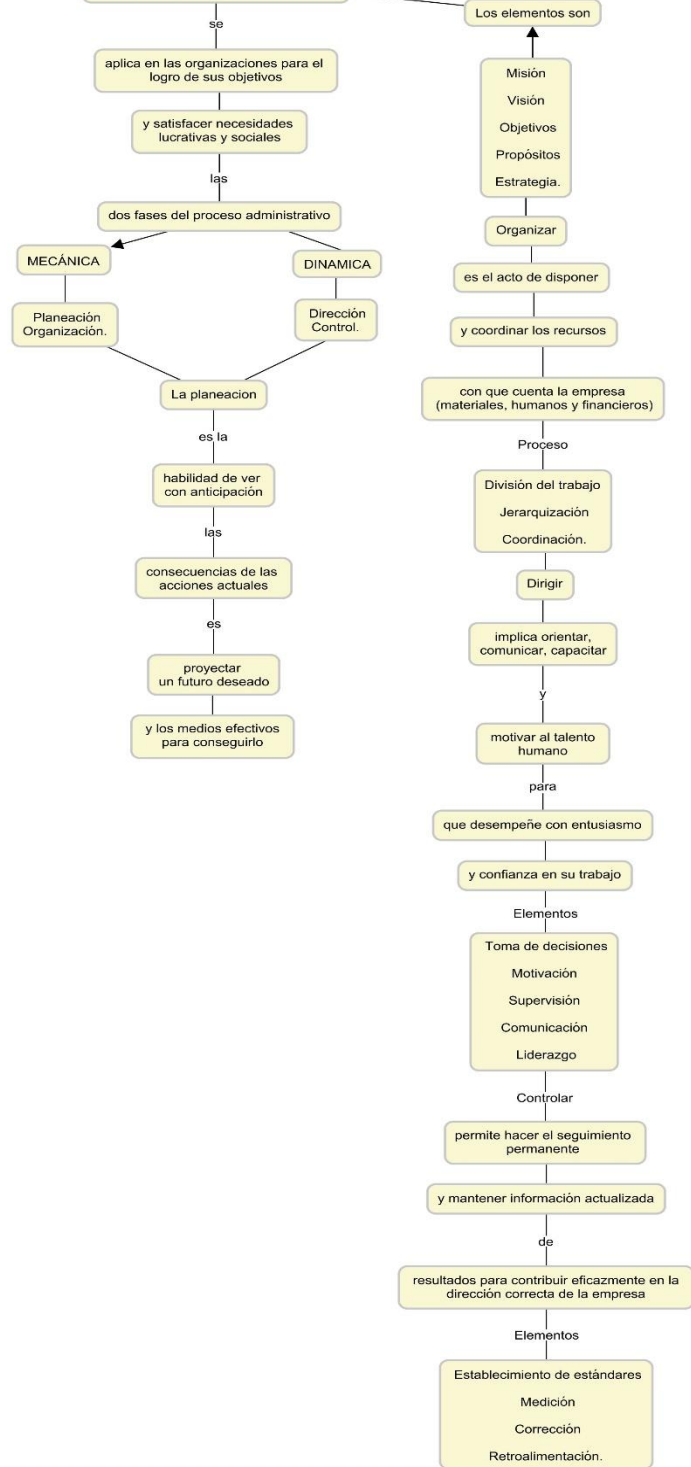 se
aplica en las organizaciones para el
logro de sus objetivos
y satisfacer necesidades
lucrativas y sociales
las
dos fases del proceso administrativo
MECÁNICA
Planeación
Organización.
DINAMICA
Dirección
Control.
La planeacion
es la
habilidad de ver
con anticipación
las
consecuencias de las
acciones actuales
es
proyectar
un futuro deseado
y los medios efectivos
para conseguirlo
Los elementos son
Misión
Visión
Objetivos
Propósitos
Estrategia.
Organizar
es el acto de disponer
y coordinar los recursos
con que cuenta la empresa
(materiales, humanos y financieros)
Proceso
División del trabajo
Jerarquización
Coordinación.
Dirigir
implica orientar,
comunicar, capacitar
y
motivar al talento
humano
para
que desempeñe con entusiasmo
y confianza en su trabajo
Elementos
Toma de decisiones
Motivación
Supervisión
Comunicación
Liderazgo
Controlar
permite hacer el seguimiento
permanente
y mantener información actualizada
de
resultados para contribuir eficazmente en la
dirección correcta de la empresa
Elementos
Establecimiento de estándares
Medición
Corrección
Retroalimentación.